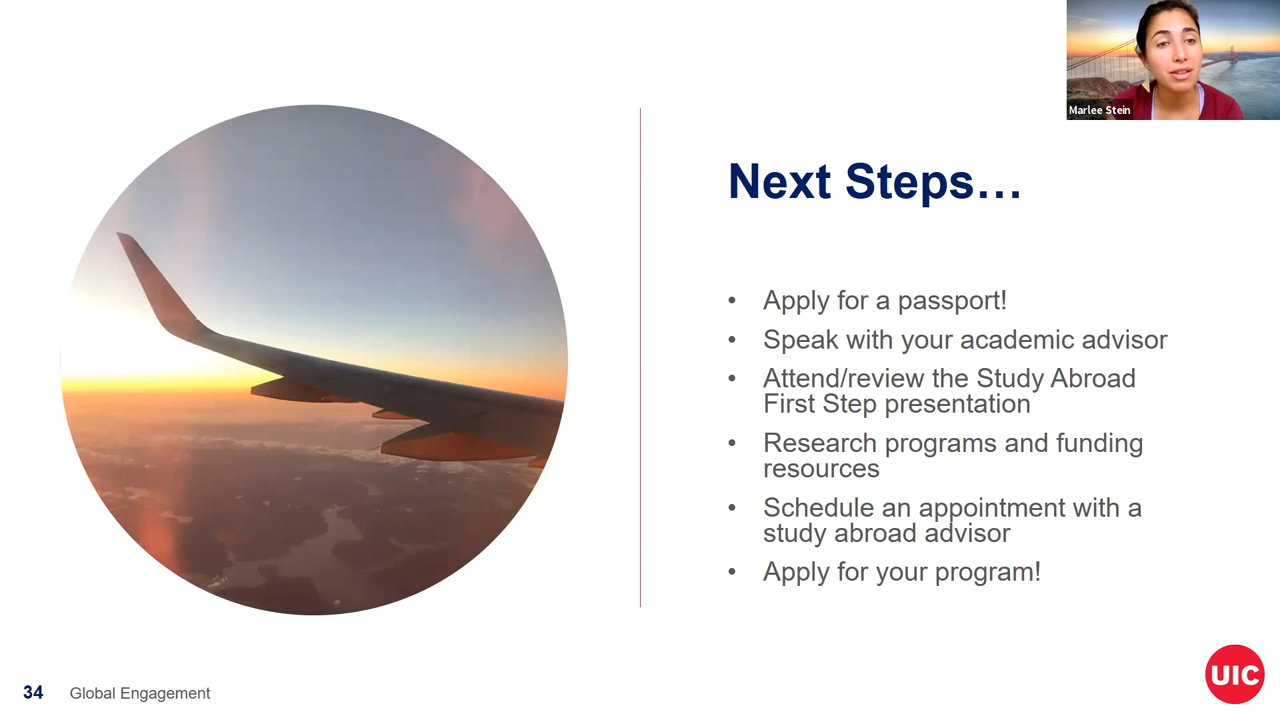 Marlee Stein
Next Steps…
• Apply for a passport!
• Speak with your academic advisor
• Attend/review the Study Abroad
First Step presentation
• Research programs and funding
resources
• Schedule an appointment with a
study abroad advisor
• Apply for your program!
34 Global Engagement
UIC